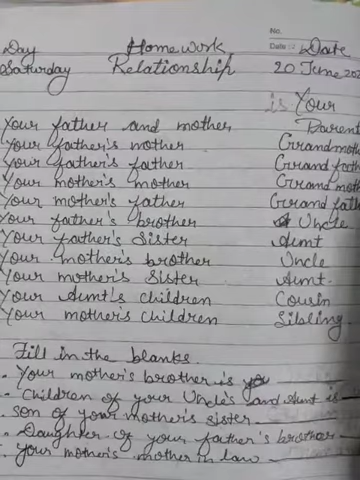 No.
Day Home Work Date :- Date
Saturday Relationship 20 June 202
is Your
Your father and mother Parent
Your father's mother Grandmoth
Your father's father Grand fath
Your mother's mother Grand moth
Your mother's father Grand fath
Your father's brother Uncle
Your father's Sister Aunt
Your mother's brother Uncle
Your mother's Sister Aunt.
Your Aunt's children Cousin
Your mother's children Sibling.
Fill in the blanks
. Your mother's brother is you
. Children of your Uncle's and Aunt is
. son of your mother's sister
. Daughter of your father's brother
. Your mother's mother in law